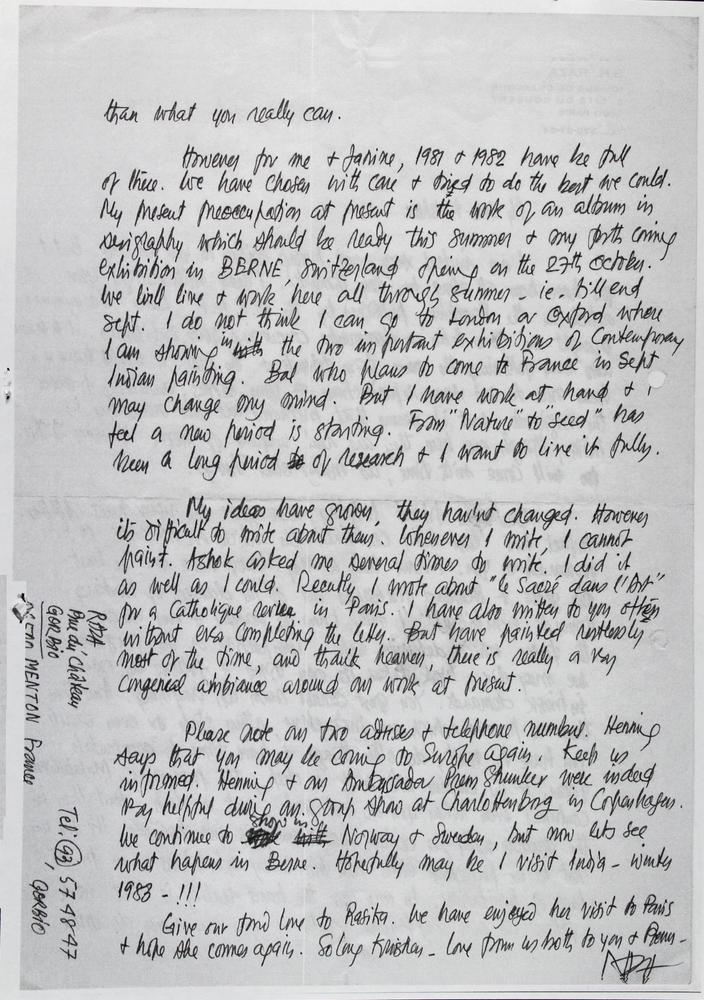 than what you really can.
However for me + Janine, 1981 + 1982 have be full
of these. We have chosen with care + tried to do the best we could.
My present preoccupation at present is the work of an album in
serigraphy which should be ready this summer + my forth coming
exhibition in BERNE, Switzerland opening on the 27th October.
We will live + work here all through summer - ie. till end
Sept. I do not think I can go to London or Oxford where
I am showing in the two important exhibitions of Contemporary
Indian painting. Bal who plans to come to France in Sept
may change my mind. But I have work at hand + I
feel a new period is starting. From "Nature" to "Seed" has
been a long period of research + I want to live it fully.
My ideas have grown, they hav'nt changed. However
its difficult to write about them. Whenever I write, I cannot
paint. Ashok asked me several times to write, I did it
as well as I could. Recently I wrote about "le Sacré dans l'Art"
for a Catholique review in Paris. I have also written to you often
without ever completing the letter. But have painted restlessly
most of the time, and thank heaven, there is really a very
congenial ambiance around our work at present.
Please note our two adresses + telephone numbers. Henning
says that you may be coming to Europe again. Keep us
informed. Henning + our Ambassador Prem Shunker were indeed
very helpful during our group show at Charlottenborg in Copenhagen.
We continue to show in Norway + Sweden, but now lets see
what hapens in Berne. Hopefully may be I visit India - winter
1983 - !!!
Give our fond love to Rasika. We have enjoyed her visit to Paris
+ hope she comes again. So long Krishen - love from us both to you + Renu -
RAZA
RAZA
Rue du Château
GORBIO
NEAR MENTON France
Tel: (93) 57 48 47
GORBIO